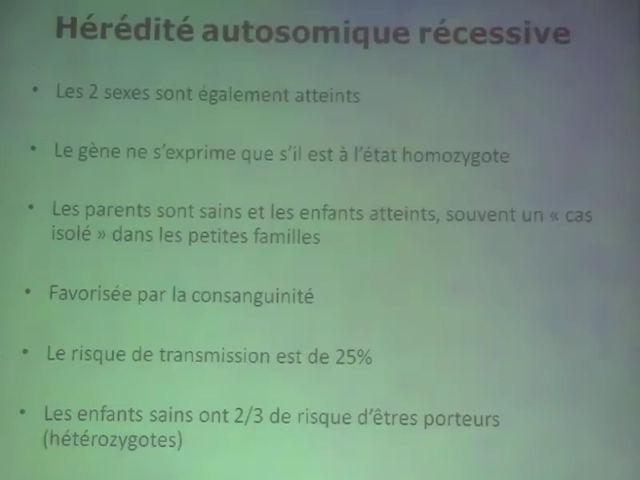 Hérédité autosomique récessive
• Les 2 sexes sont également atteints
• Le gène ne s'exprime que s'il est à l'état homozygote
• Les parents sont sains et les enfants atteints, souvent un « cas
isolé » dans les petites familles
• Favorisée par la consanguinité
• Le risque de transmission est de 25%
• Les enfants sains ont 2/3 de risque d'êtres porteurs
(hétérozygotes)